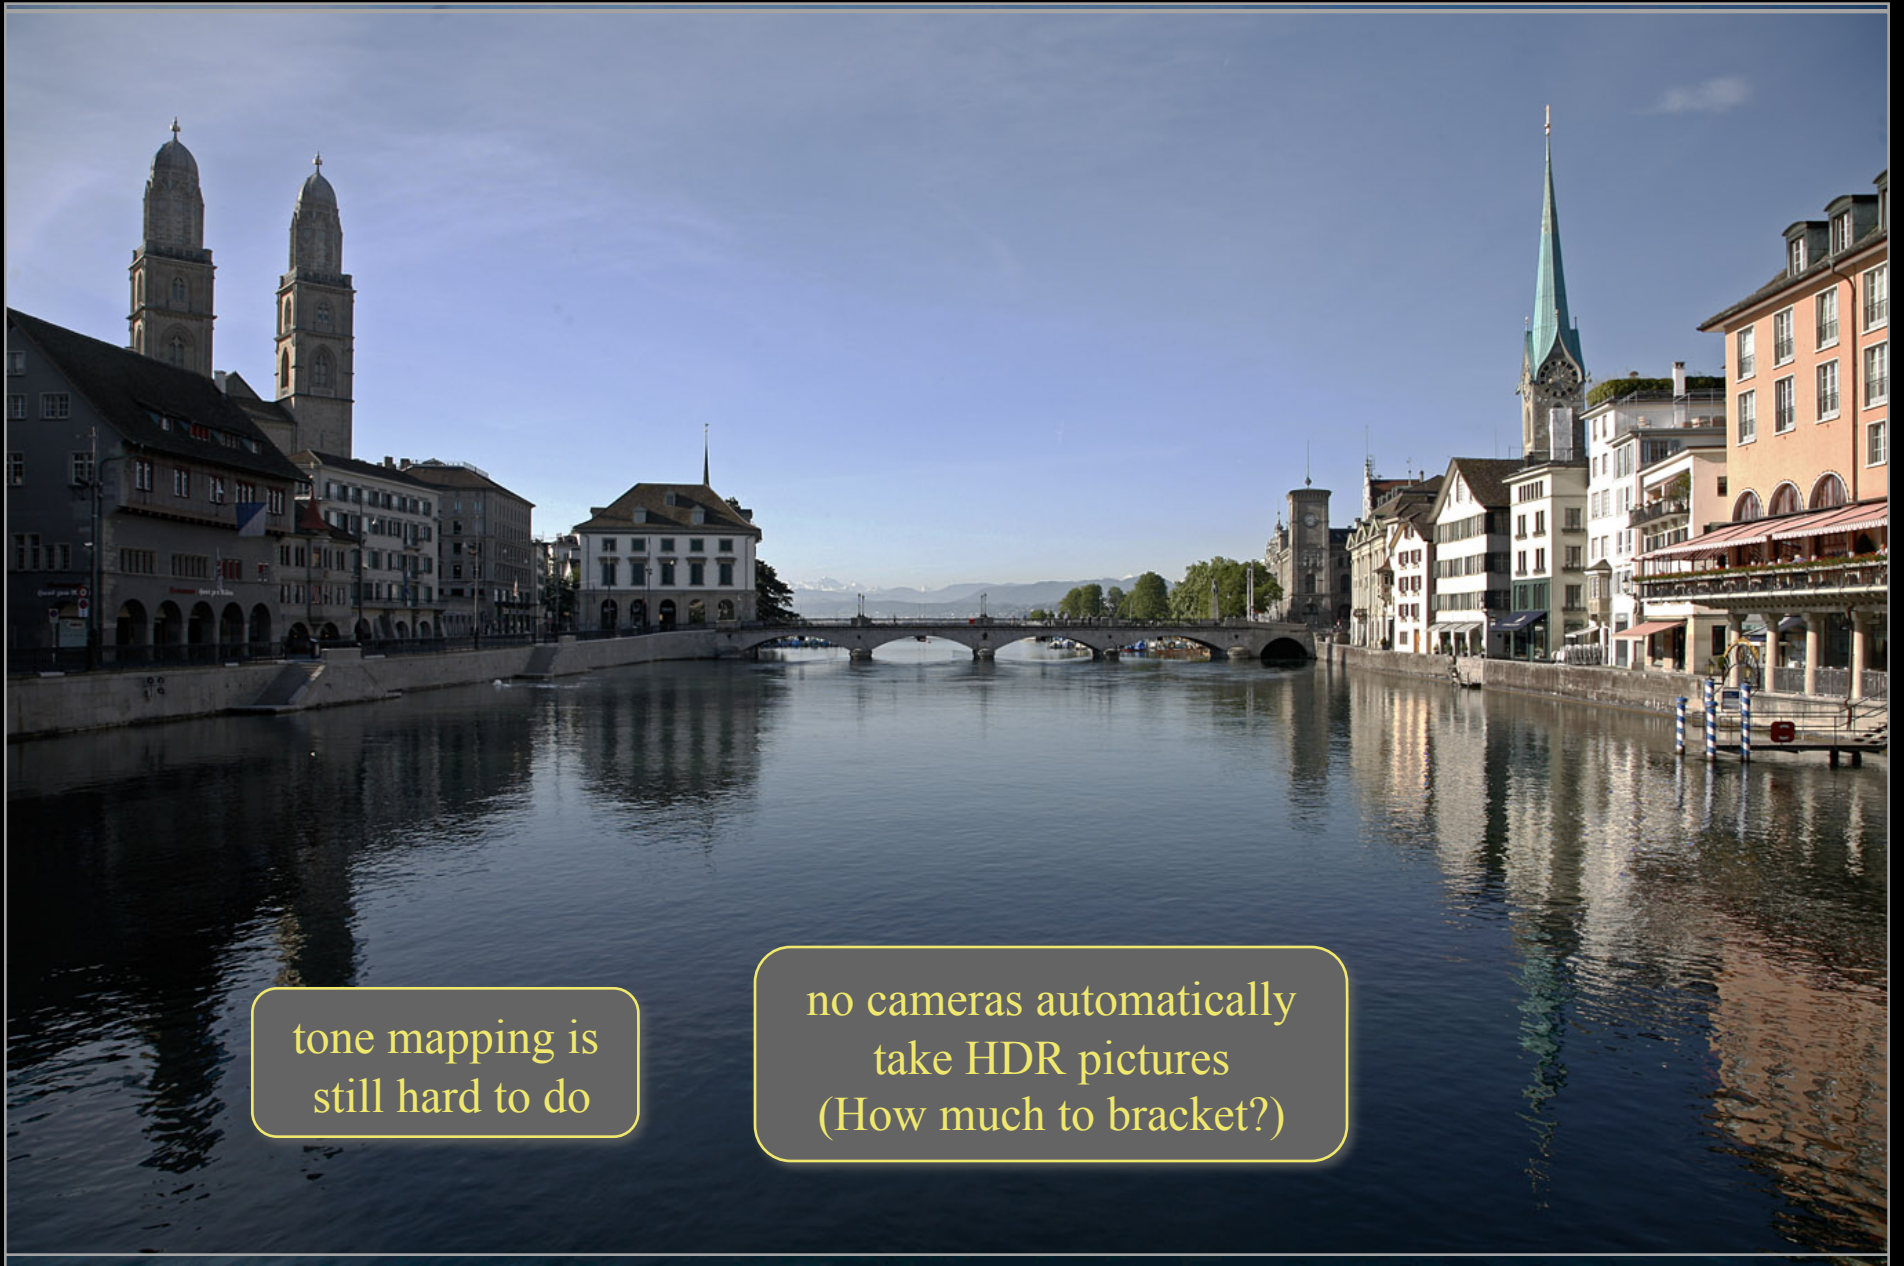 tone mapping is
still hard to do
no cameras automatically
take HDR pictures
(How much to bracket?)